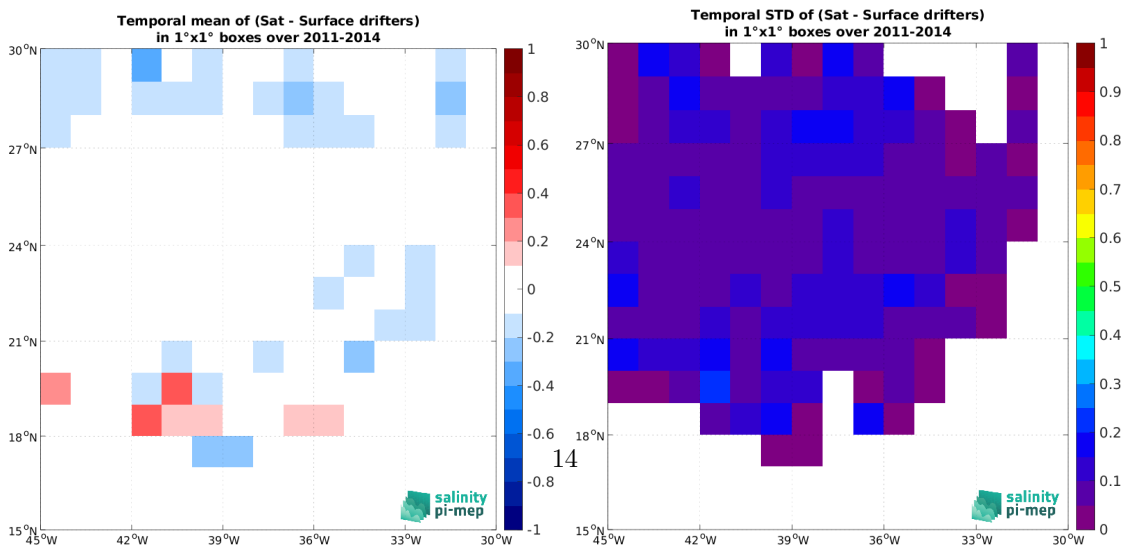 Temporal mean of (Sat - Surface drifters)
in 1°x1° boxes over 2011-2014
30°N
27°N
24°N
21°N
18°N
15°N
45°W
42°W
39°W
36°W
33°W
30°W
1
0.8
0.6
0.4
0.2
0
-0.2
-0.4
-0.6
-0.8
-1
salinity
pi-mep
14
Temporal STD of (Sat - Surface drifters)
in 1°x1° boxes over 2011-2014
30°N
27°N
24°N
21°N
18°N
15°N
45°W
42°W
39°W
36°W
33°W
30°W
1
0.9
0.8
0.7
0.6
0.5
0.4
0.3
0.2
0.1
0
salinity
pi-mep